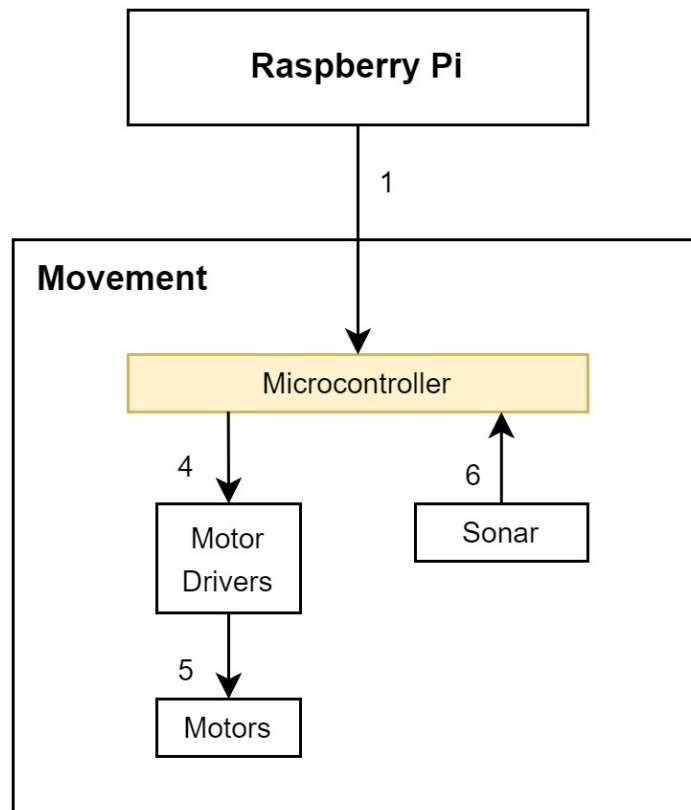 Raspberry Pi
1
Movement
Microcontroller
4
6
Motor
Drivers
Sonar
5
Motors